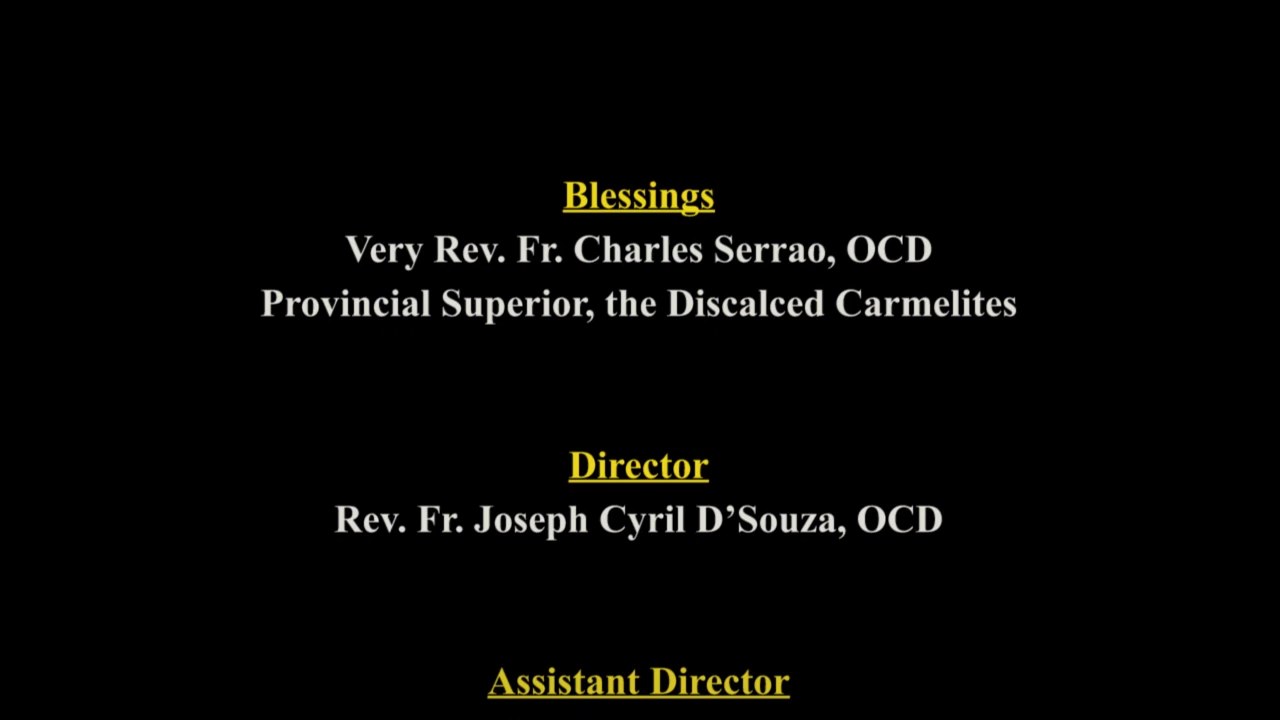 Blessings
Very Rev. Fr. Charles Serrao, OCD
Provincial Superior, the Discalced Carmelites
Director
Rev. Fr. Joseph Cyril D’Souza, OCD
Assistant Director